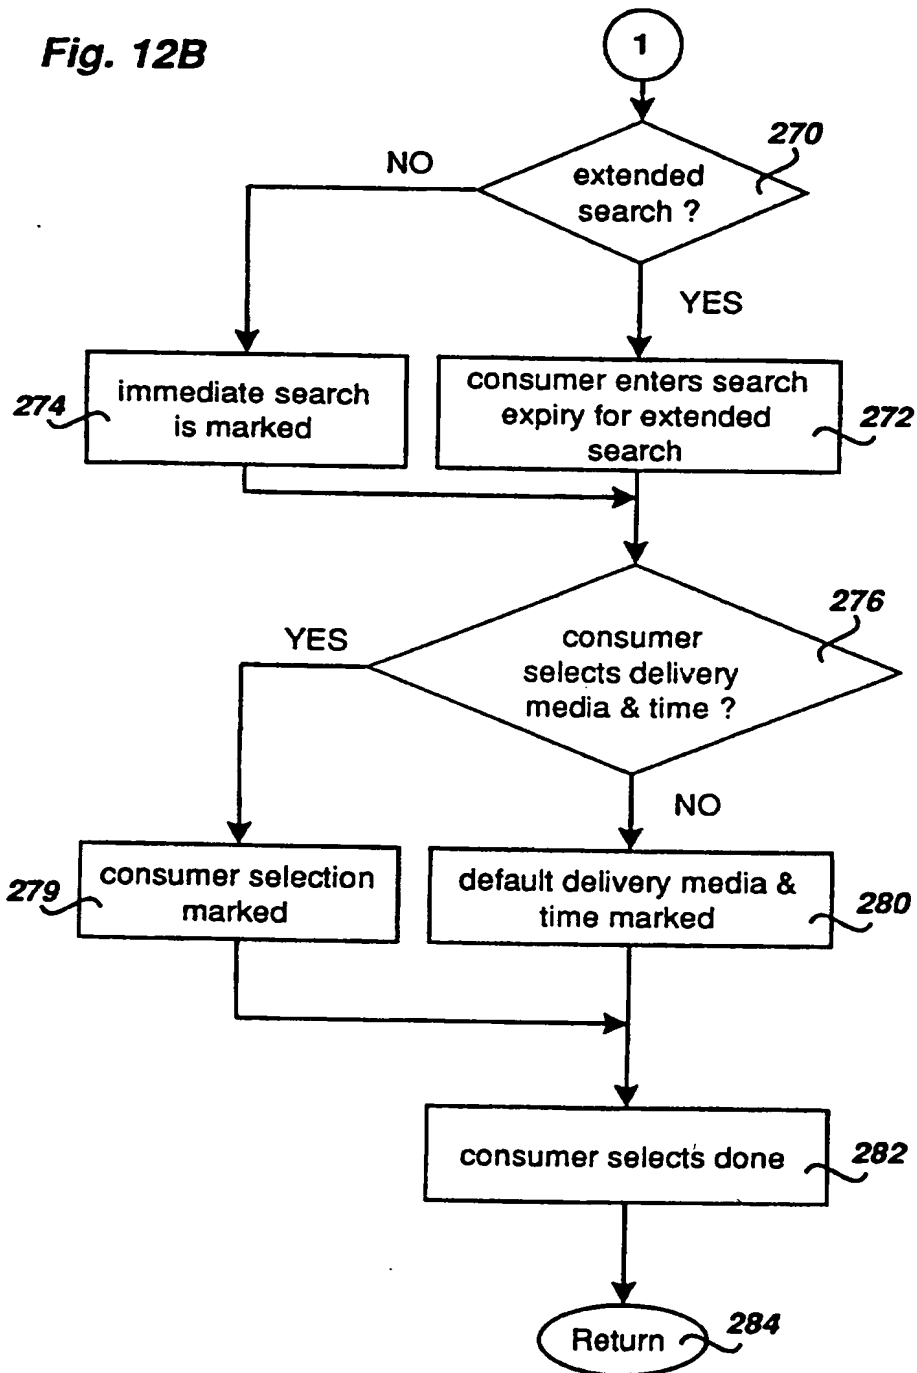 Fig. 12B
1
270
NO
extended
search ?
YES
274
immediate search
is marked
consumer enters search
expiry for extended
search
272
276
YES
consumer
selects delivery
media & time ?
NO
279
consumer selection
marked
default delivery media &
time marked
280
consumer selects done
282
Return
284